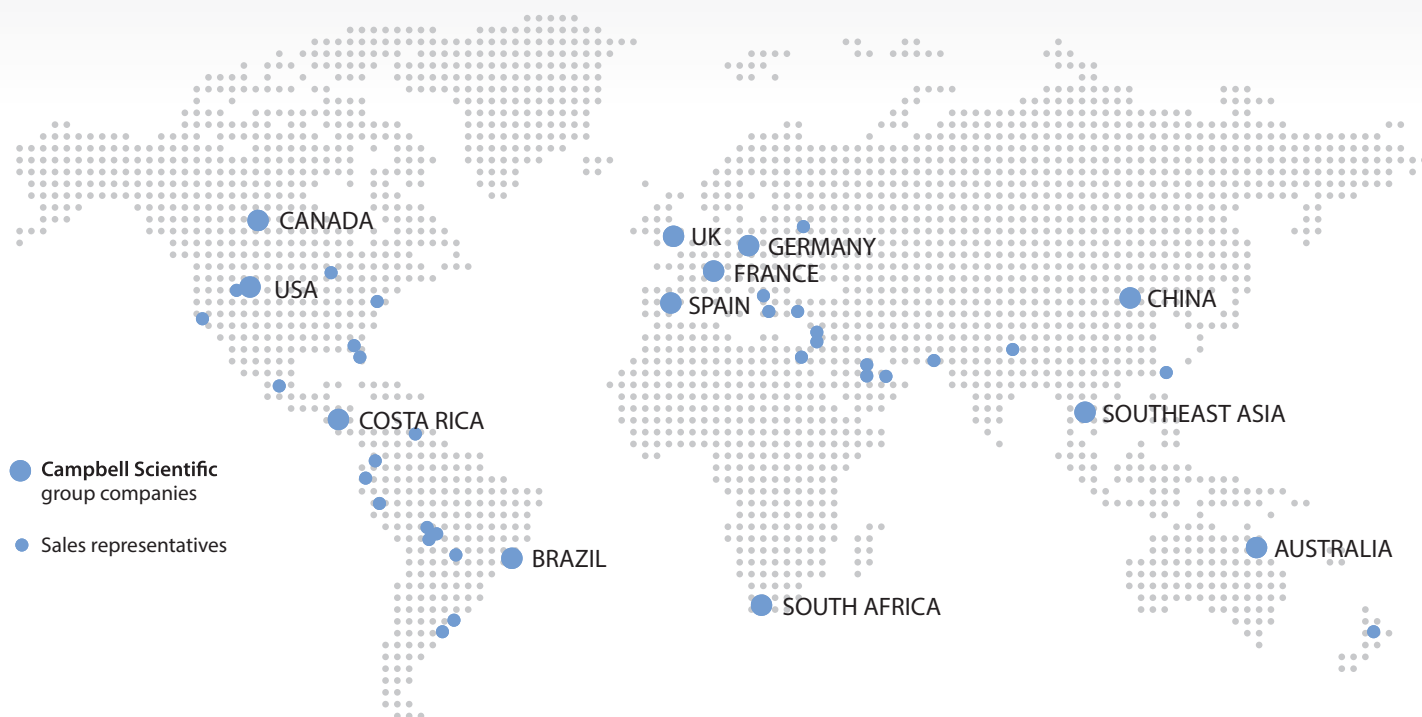 CANADA
UK
GERMANY
FRANCE
USA
SPAIN
CHINA
COSTA RICA
SOUTHEAST ASIA
Campbell Scientific
group companies
Sales representatives
BRAZIL
AUSTRALIA
SOUTH AFRICA